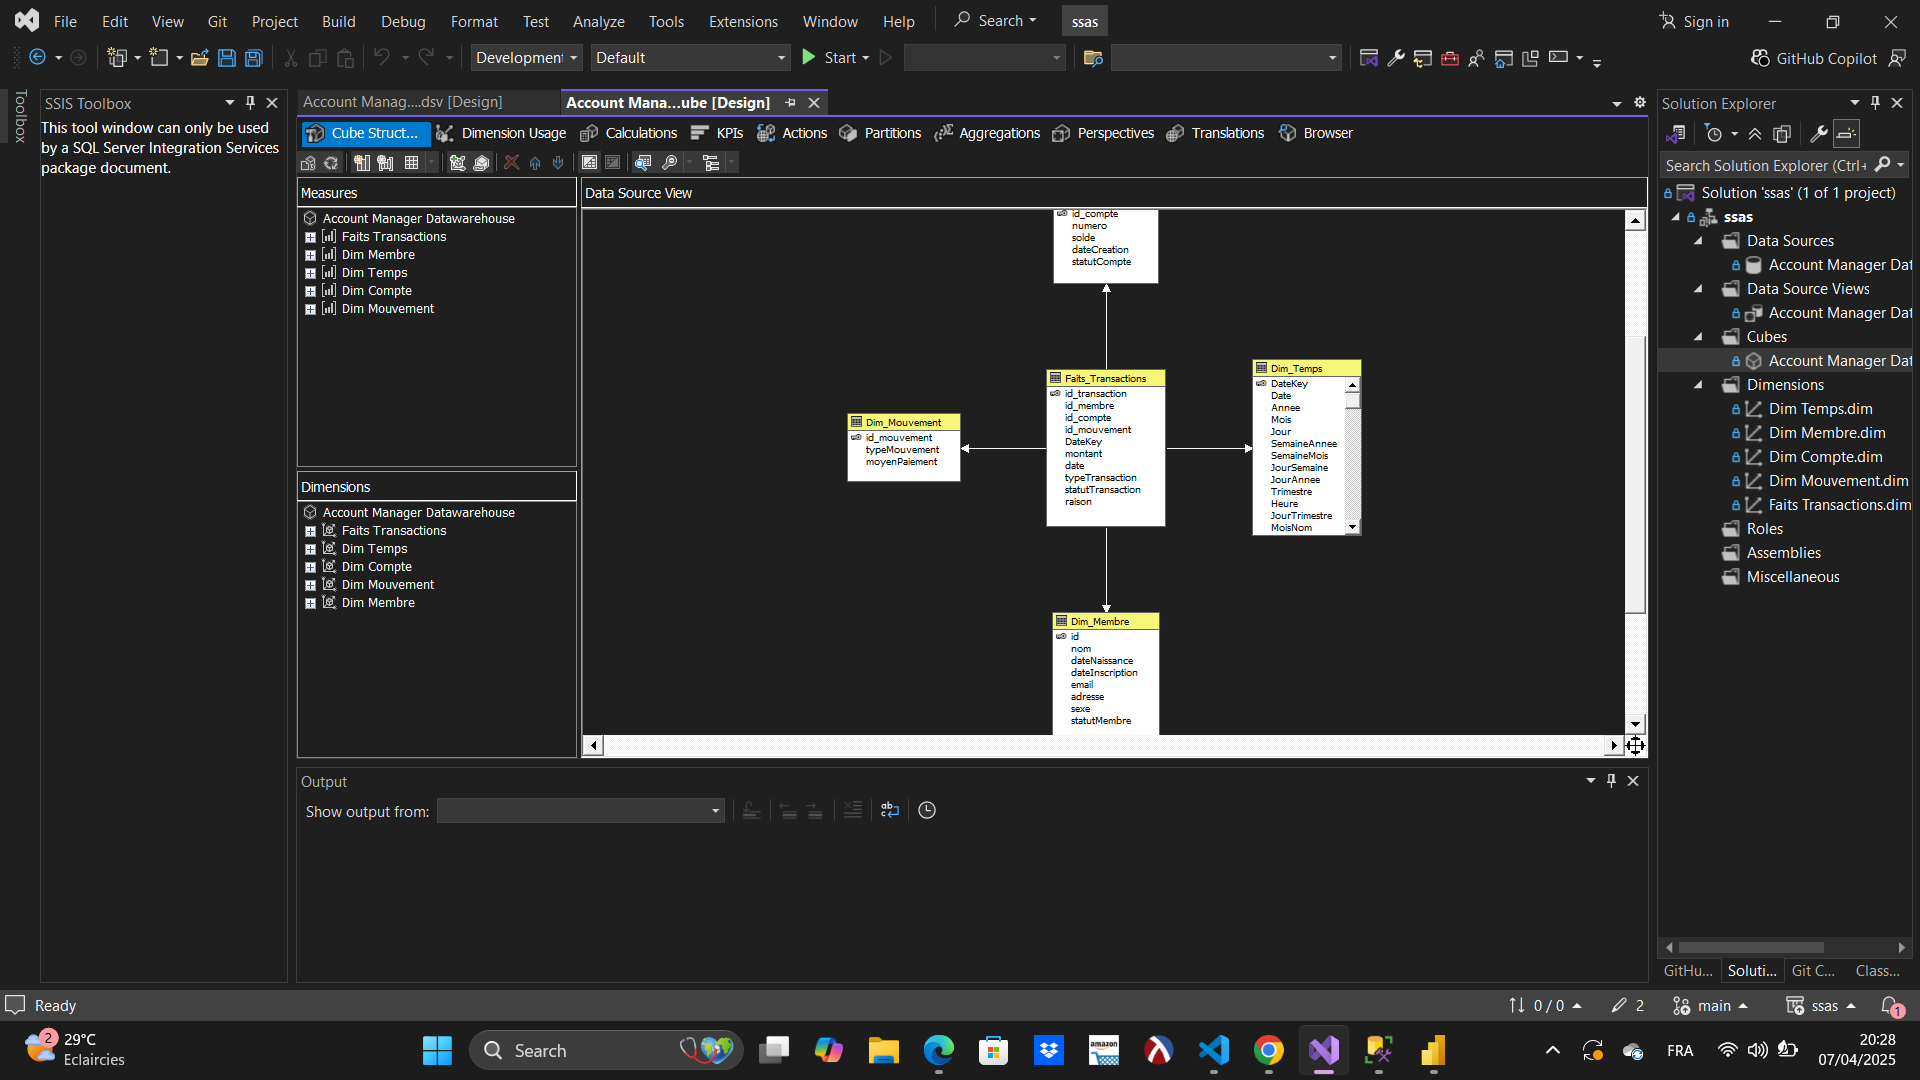 File Edit View Git Project Build Debug Format Test Analyze Tools Extensions Window Help Search ssas Sign in
Development Default Start GitHub Copilot
Toolbox
SSIS Toolbox
This tool window can only be used
by a SQL Server Integration Services
package document.
Account Manag....dsv [Design] Account Mana...ube [Design]
Cube Struct... Dimension Usage Calculations KPIs Actions Partitions Aggregations Perspectives Translations Browser
Measures
Account Manager Datawarehouse
Faits Transactions
Dim Membre
Dim Temps
Dim Compte
Dim Mouvement
Dimensions
Account Manager Datawarehouse
Faits Transactions
Dim Temps
Dim Compte
Dim Mouvement
Dim Membre
Data Source View
id_compte
numero
solde
dateCreation
statutCompte
Dim_Mouvement
id_mouvement
typeMouvement
moyenPaiement
Faits_Transactions
id_transaction
id_membre
id_compte
id_mouvement
DateKey
montant
date
typeTransaction
statutTransaction
raison
Dim_Temps
DateKey
Date
Annee
Mois
Jour
SemaineAnnee
SemaineMois
JourSemaine
JourAnnee
Trimestre
Heure
JourTrimestre
MoisNom
Dim_Membre
id
nom
dateNaissance
dateInscription
email
adresse
sexe
statutMembre
Output
Show output from:
Solution Explorer
Search Solution Explorer (Ctrl+
Solution 'ssas' (1 of 1 project)
ssas
Data Sources
Account Manager Dat
Data Source Views
Account Manager Dat
Cubes
Account Manager Dat
Dimensions
Dim Temps.dim
Dim Membre.dim
Dim Compte.dim
Dim Mouvement.dim
Faits Transactions.dim
Roles
Assemblies
Miscellaneous
GitHu... Soluti... Git C... Class...
Ready 0 / 0 2 main ssas 1
2 29°C
Eclaircies
Search
amazon
FRA
20:28
07/04/2025